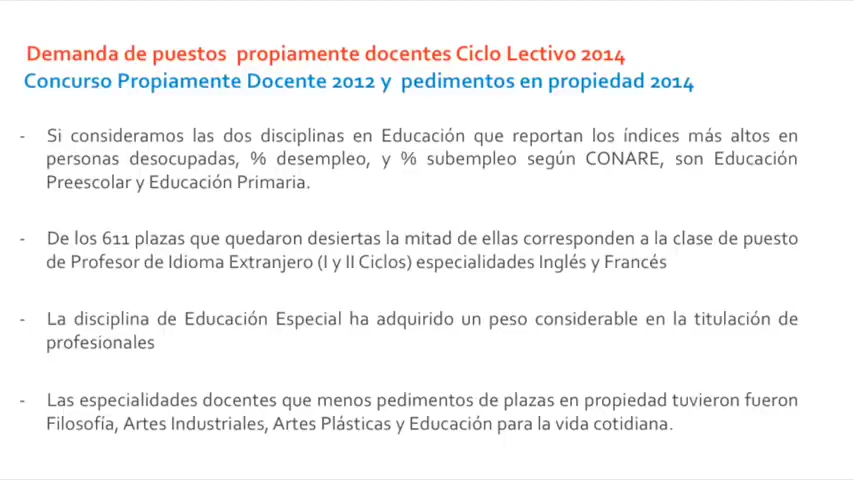 Demanda de puestos propiamente docentes Ciclo Lectivo 2014
Concurso Propiamente Docente 2012 y pedimentos en propiedad 2014
- Si consideramos las dos disciplinas en Educación que reportan los índices más altos en
personas desocupadas, % desempleo, y % subempleo según CONARE, son Educación
Preescolar y Educación Primaria.
- De los 611 plazas que quedaron desiertas la mitad de ellas corresponden a la clase de puesto
de Profesor de Idioma Extranjero (I y II Ciclos) especialidades Inglés y Francés
- La disciplina de Educación Especial ha adquirido un peso considerable en la titulación de
profesionales
- Las especialidades docentes que menos pedimentos de plazas en propiedad tuvieron fueron
Filosofía, Artes Industriales, Artes Plásticas y Educación para la vida cotidiana.